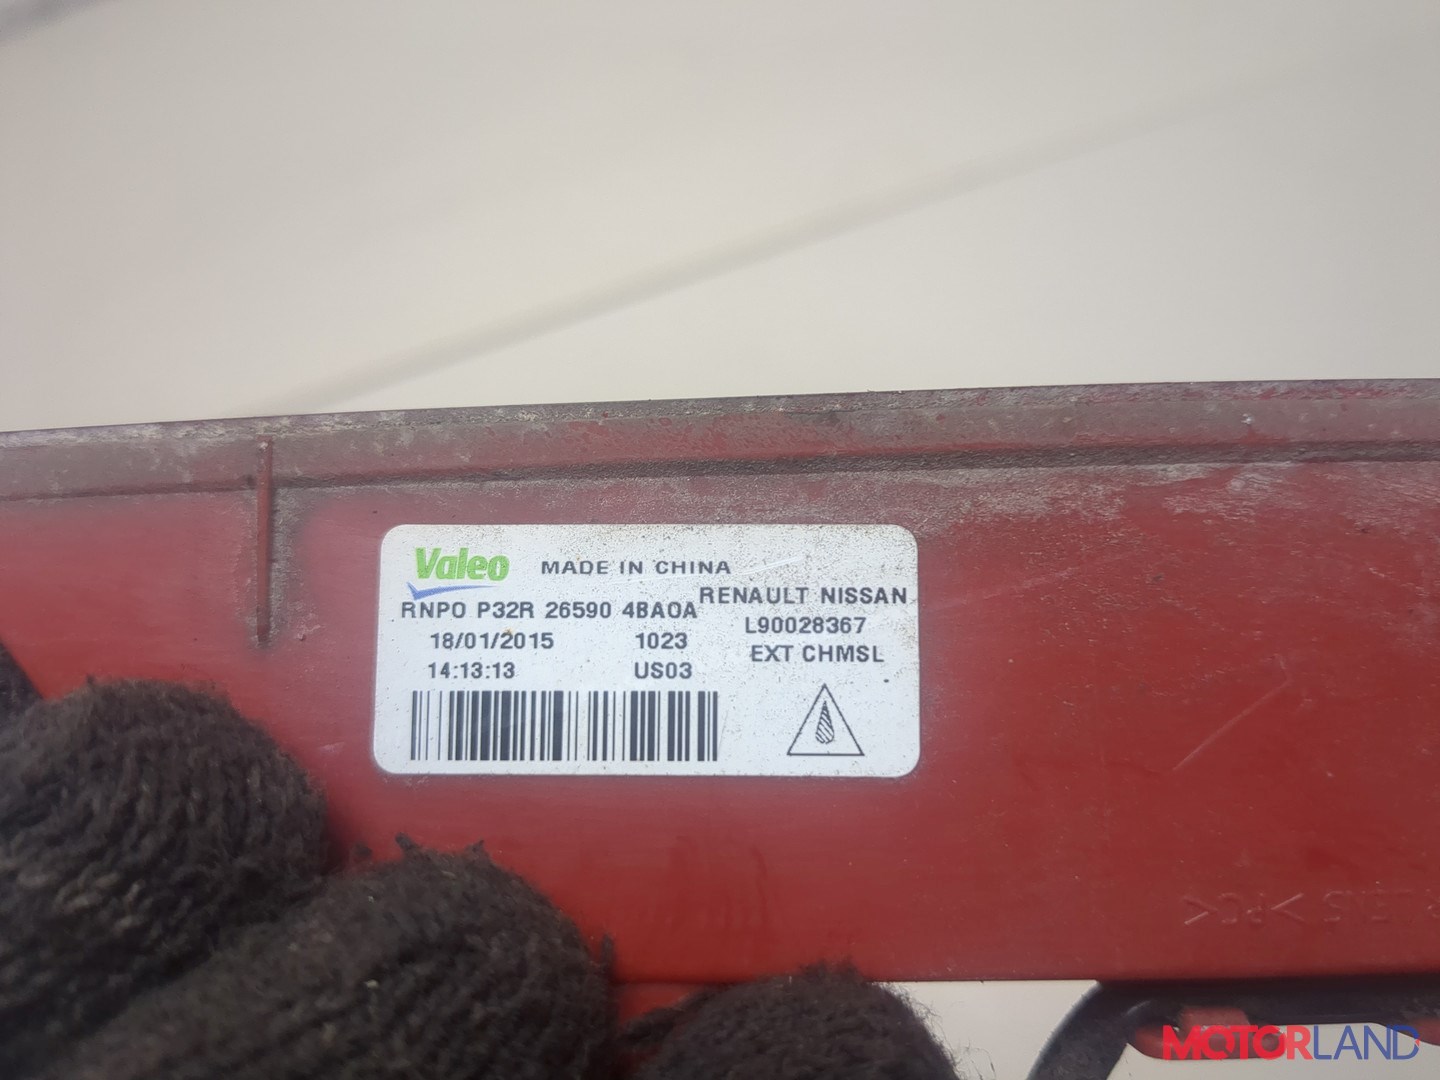 Valeo MADE IN CHINA
RENAULT NISSAN
RNPO P32R 26590 4BA0A
L90028367
18/01/2015 1023
EXT CHMSL
14:13:13 US03
>PC<
MOTORLAND